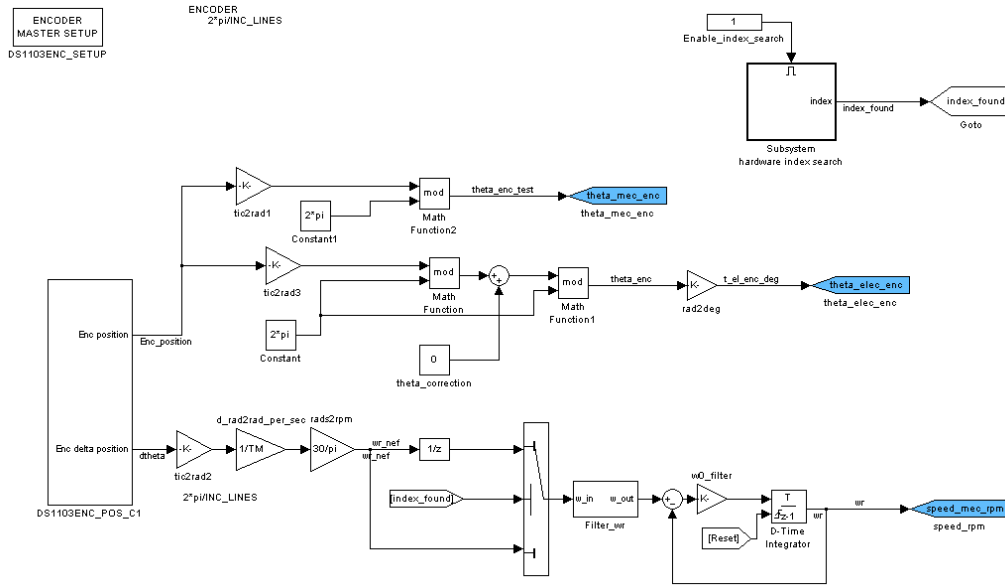 ENCODER
MASTER SETUP
DS1103ENC_SETUP
ENCODER
2*pi/INC_LINES
1
Enable_index_search
index
index_found
Subsystem
hardware index search
index_found
Goto
-K-
tic2rad1
2*pi
Constant1
mod
Math
Function2
theta_enc_test
theta_mec_enc
theta_mec_enc
-K-
tic2rad3
2*pi
Constant
mod
Math
Function
+
+
0
theta_correction
mod
Math
Function1
theta_enc
-K-
rad2deg
t_el_enc_deg
theta_elec_enc
theta_elec_enc
Enc position
Enc_position
Enc delta position
dtheta
DS1103ENC_POS_C1
-K-
tic2rad2
2*pi/INC_LINES
d_rad2rad_per_sec
1/TM
rads2rpm
30/pi
wr_nef
wr_nef
1/z
[index_found]
w_in
w_out
Filter_wr
+
-
w0_filter
-K-
[Reset]
T
z-1
D-Time
Integrator
wr
wr
speed_mec_rpm
speed_rpm